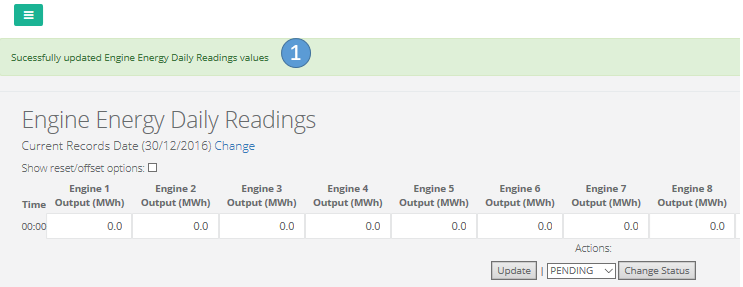 Sucessfully updated Engine Energy Daily Readings values 1
Engine Energy Daily Readings
Current Records Date (30/12/2016) Change
Show reset/offset options:
Time Engine 1 Output (MWh) Engine 2 Output (MWh) Engine 3 Output (MWh) Engine 4 Output (MWh) Engine 5 Output (MWh) Engine 6 Output (MWh) Engine 7 Output (MWh) Engine 8 Output (MWh)
00:00 0.0 0.0 0.0 0.0 0.0 0.0 0.0 0.0
Actions:
Update | PENDING Change Status